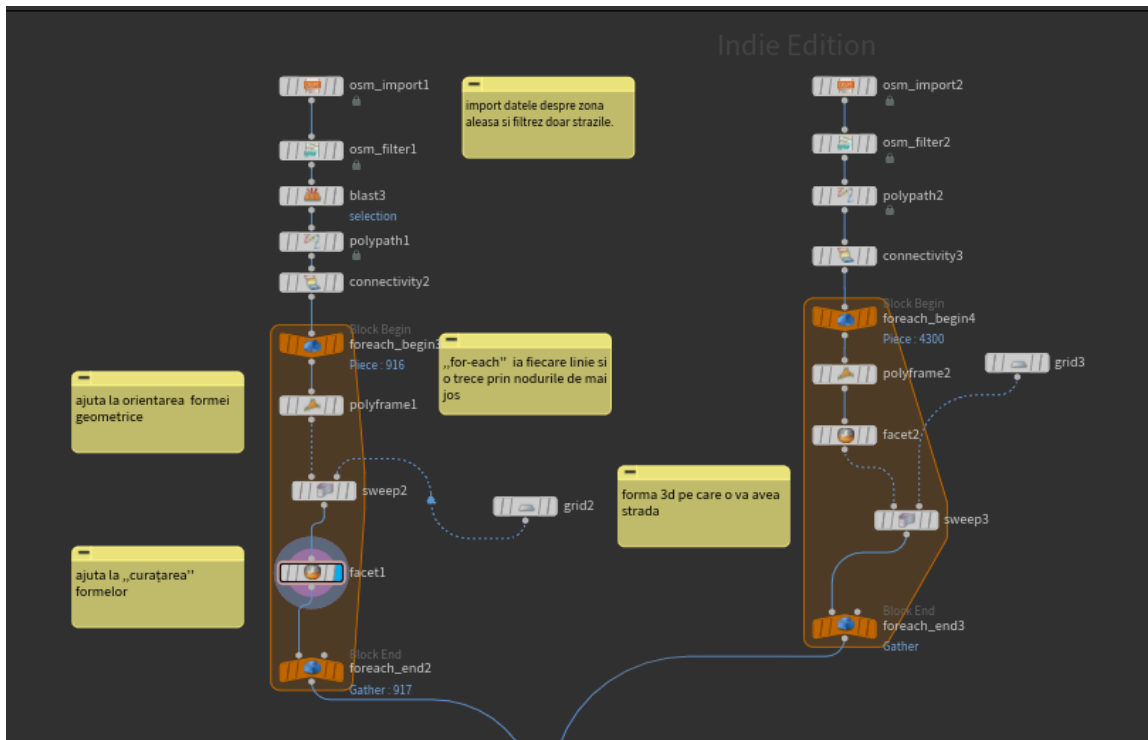 Indie Edition
osm_import1
import datele despre zona
aleasa si filtrez doar strazile.
osm_filter1
blast3
selection
polypath1
connectivity2
Block Begin
foreach_begin3
Piece : 916
,,for-each" ia fiecare linie si
o trece prin nodurile de mai
jos
ajuta la orientarea formei
geometrice
polyframe1
sweep2
grid2
ajuta la ,,curațarea"
formelor
facet1
Block End
foreach_end2
Gather : 917
osm_import2
osm_filter2
polypath2
connectivity3
Block Begin
foreach_begin4
Piece : 4300
grid3
polyframe2
facet2
forma 3d pe care o va avea
strada
sweep3
Block End
foreach_end3
Gather